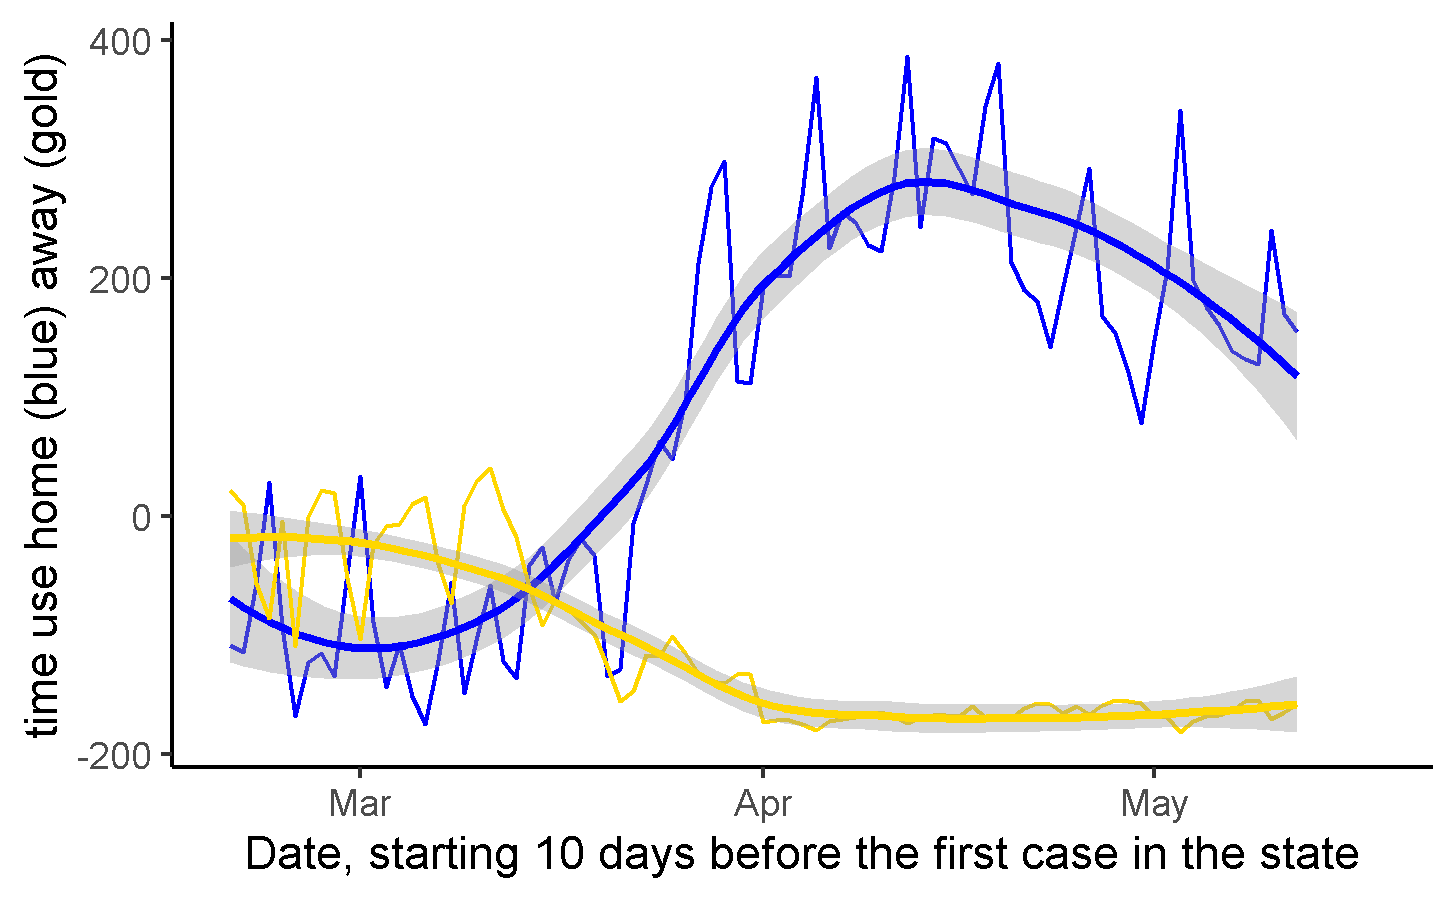 time use home (blue) away (gold)
400
200
0
-200
Mar
Apr
May
Date, starting 10 days before the first case in the state